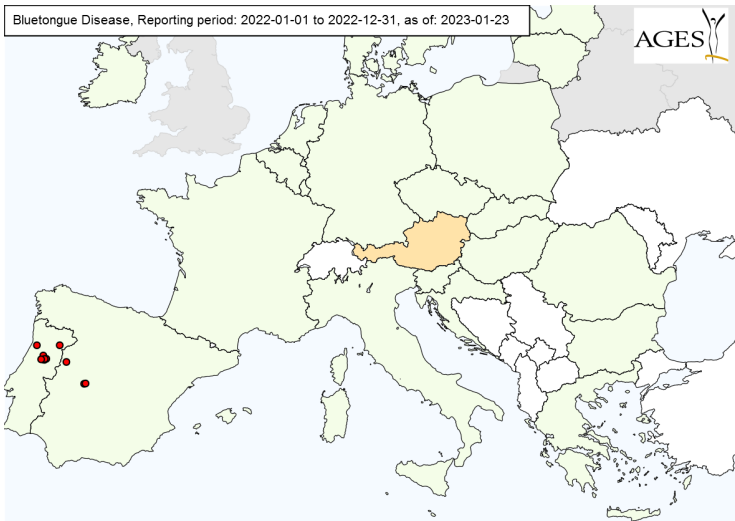 Bluetongue Disease, Reporting period: 2022-01-01 to 2022-12-31, as of: 2023-01-23
AGES